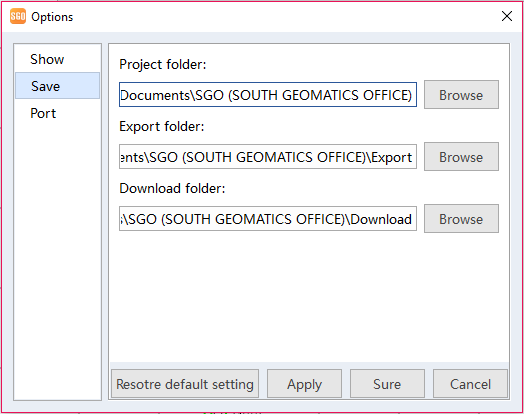 SGO Options
Show
Save
Port
Project folder:
Documents\SGO (SOUTH GEOMATICS OFFICE) Browse
Export folder:
ents\SGO (SOUTH GEOMATICS OFFICE)\Export Browse
Download folder:
s\SGO (SOUTH GEOMATICS OFFICE)\Download Browse
Resotre default setting Apply Sure Cancel